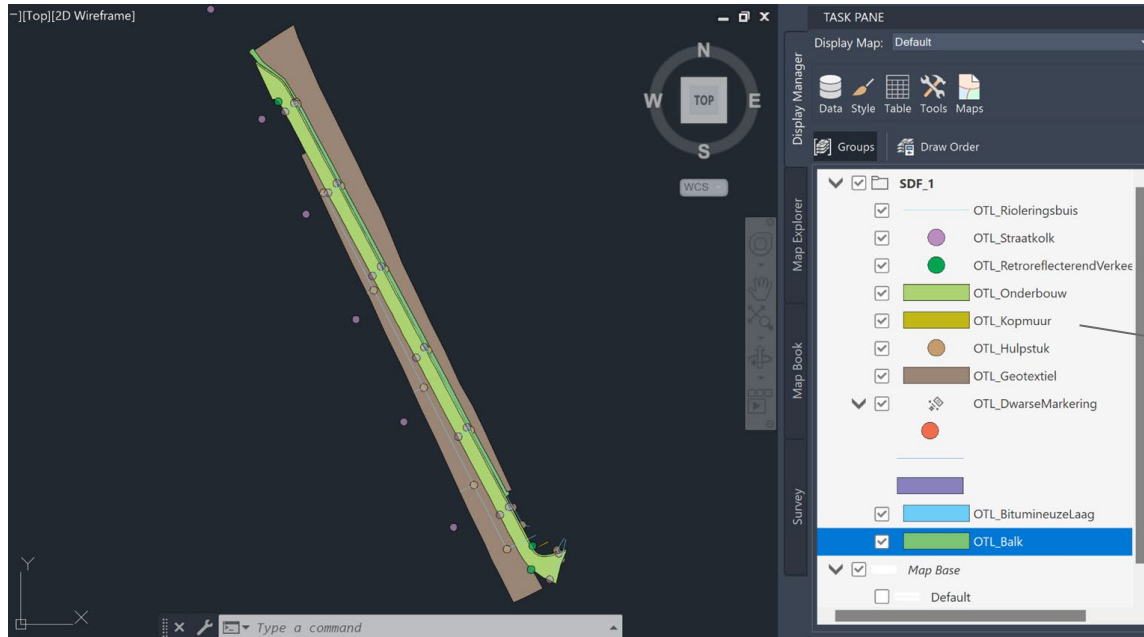 −][Top][2D Wireframe]
N
W
TOP
E
S
WCS
Y
X
Type a command
TASK PANE
Display Map: Default
Data Style Table Tools Maps
Groups
Draw Order
Display Manager
Map Explorer
Map Book
Survey
SDF_1
OTL_Rioleringsbuis
OTL_Straatkolk
OTL_RetroreflecterendVerkee
OTL_Onderbouw
OTL_Kopmuur
OTL_Hulpstuk
OTL_Geotextiel
OTL_DwarseMarkering
OTL_BitumineuzeLaag
OTL_Balk
Map Base
Default